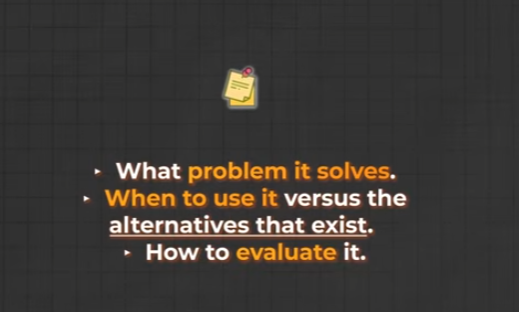 ‣ What problem it solves.
‣ When to use it versus the
alternatives that exist.
‣ How to evaluate it.